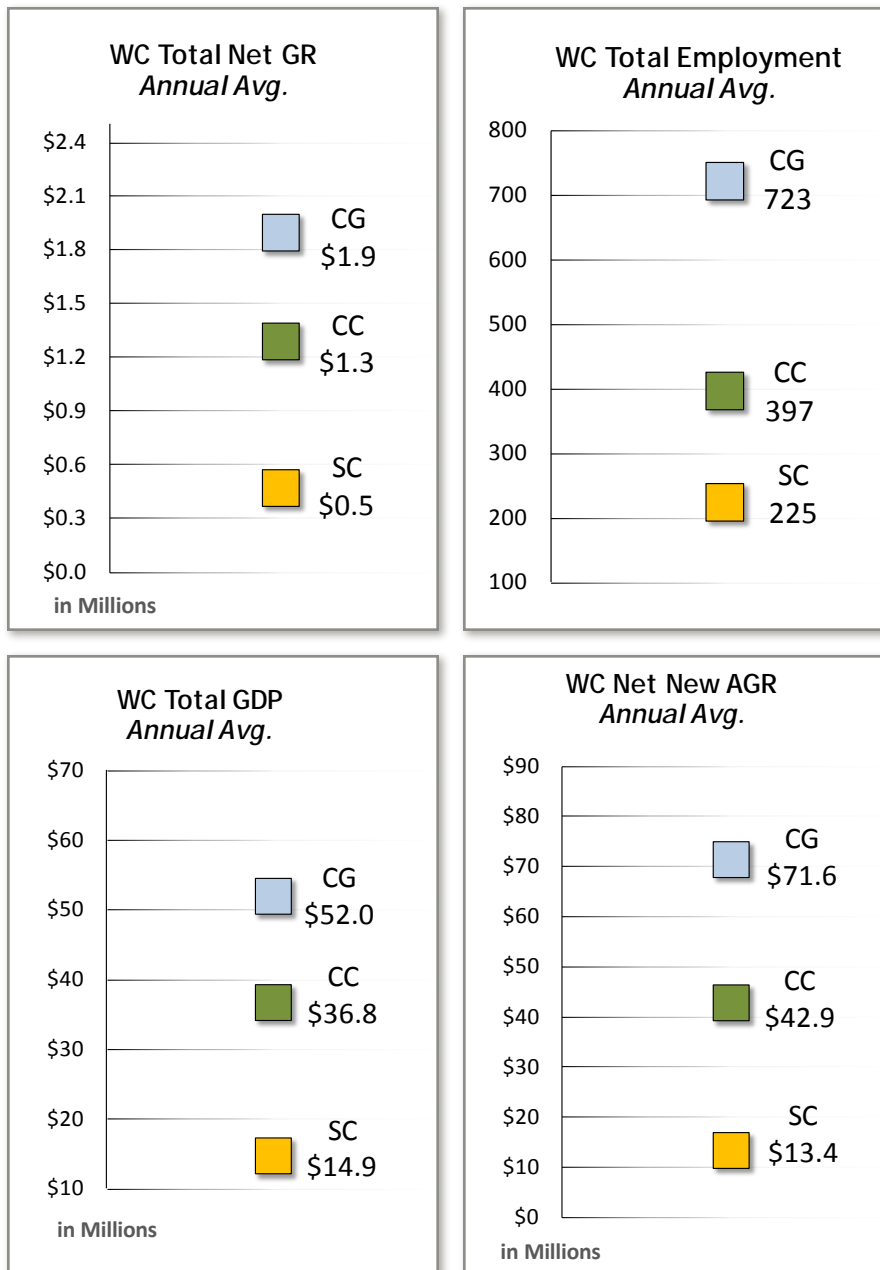 WC Total Net GR
Annual Avg.
$2.4
$2.1
$1.8
$1.5
$1.2
$0.9
$0.6
$0.3
$0.0
CG
$1.9
CC
$1.3
SC
$0.5
in Millions
WC Total Employment
Annual Avg.
800
700
600
500
400
300
200
100
CG
723
CC
397
SC
225
WC Total GDP
Annual Avg.
$70
$60
$50
$40
$30
$20
$10
CG
$52.0
CC
$36.8
SC
$14.9
in Millions
WC Net New AGR
Annual Avg.
$90
$80
$70
$60
$50
$40
$30
$20
$10
$0
CG
$71.6
CC
$42.9
SC
$13.4
in Millions